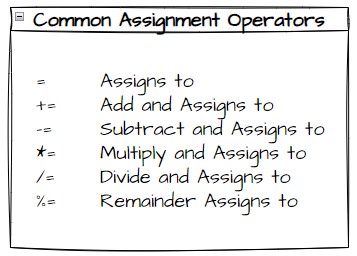 Common Assignment Operators
= Assigns to
+= Add and Assigns to
-= Subtract and Assigns to
*= Multiply and Assigns to
/= Divide and Assigns to
%= Remainder Assigns to